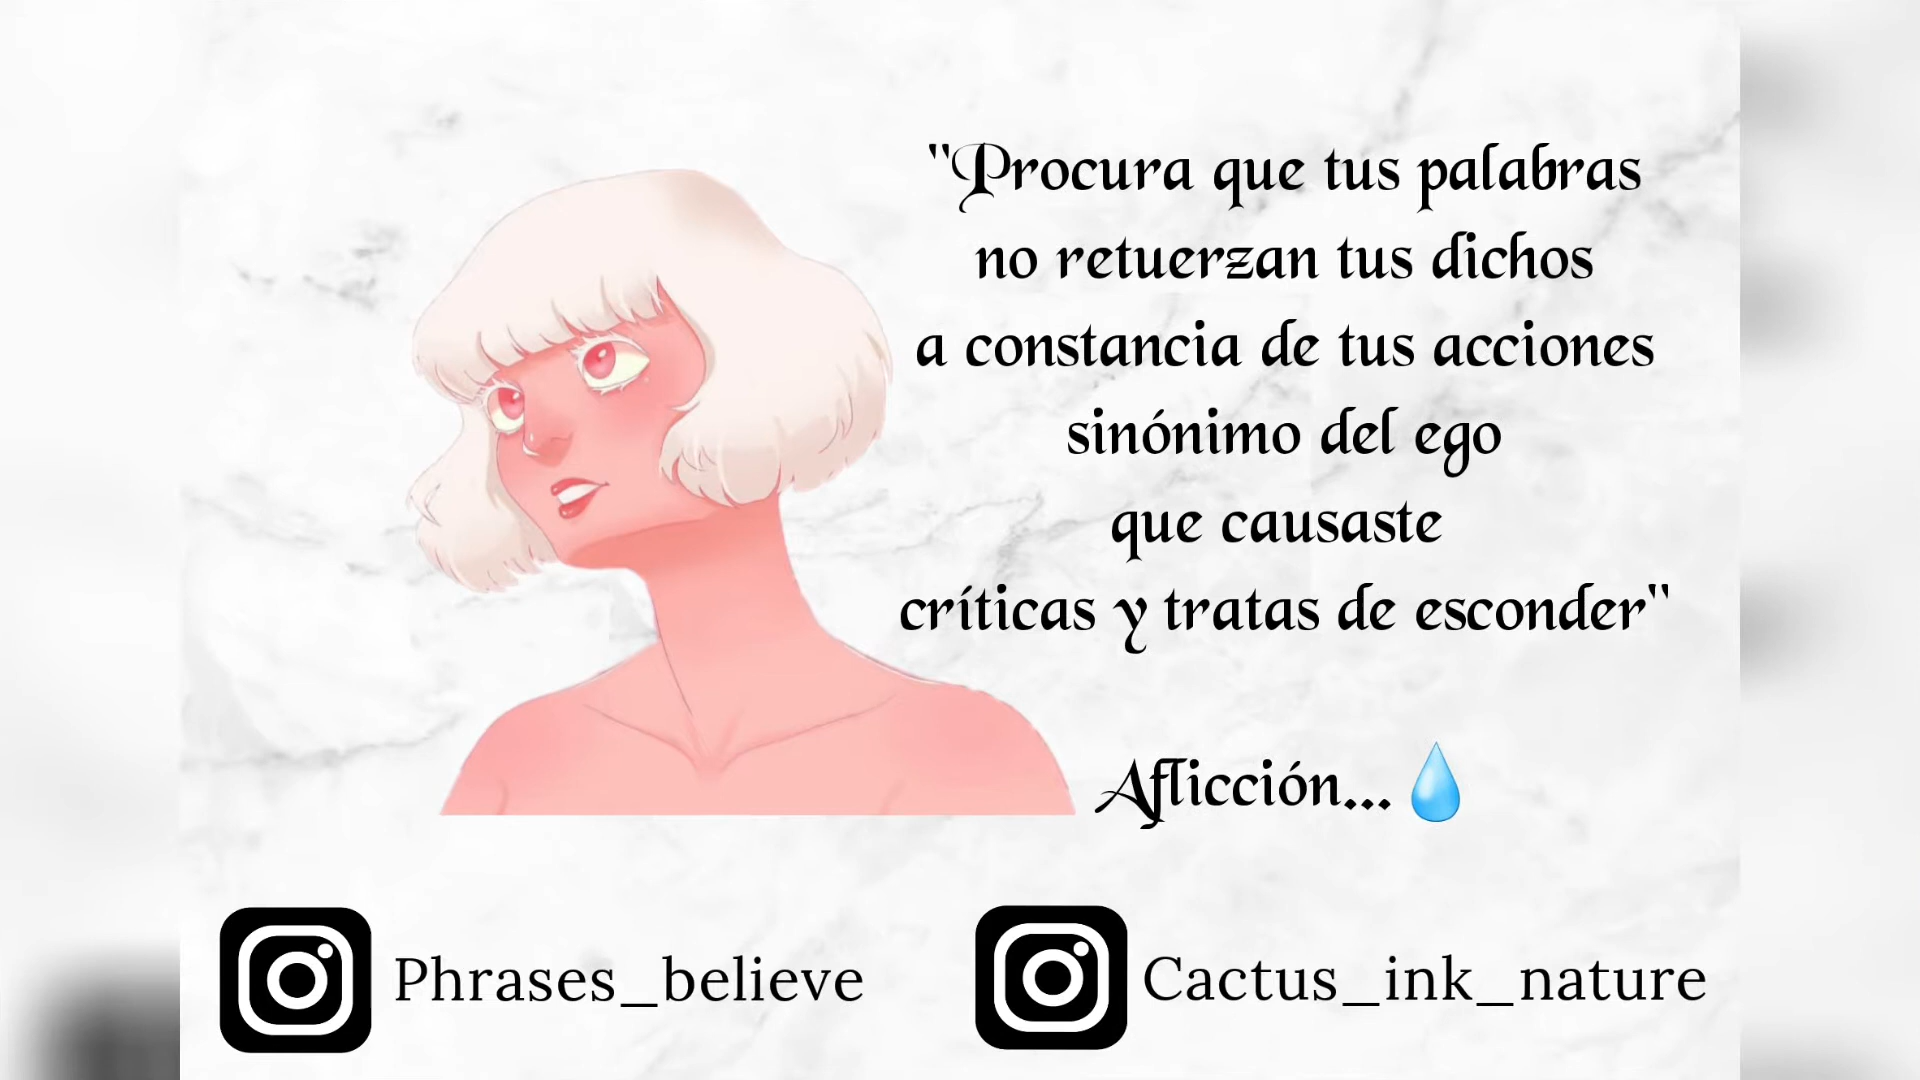 "Procura que tus palabras
no retuerzan tus dichos
a constancia de tus acciones
sinónimo del ego
que causaste
críticas y tratas de esconder"
Aflicción...💧
Phrases_believe
Cactus_ink_nature